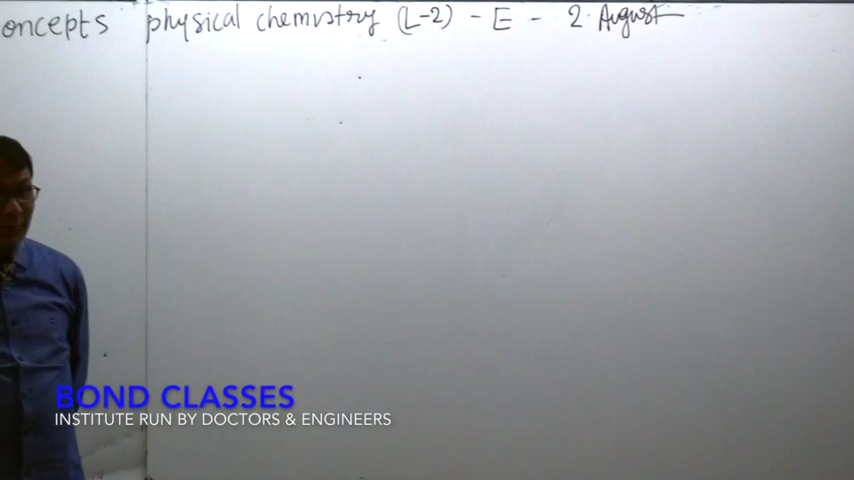 oncepts physical chemistry (L-2) - E - 2 August
BOND CLASSES
INSTITUTE RUN BY DOCTORS & ENGINEERS